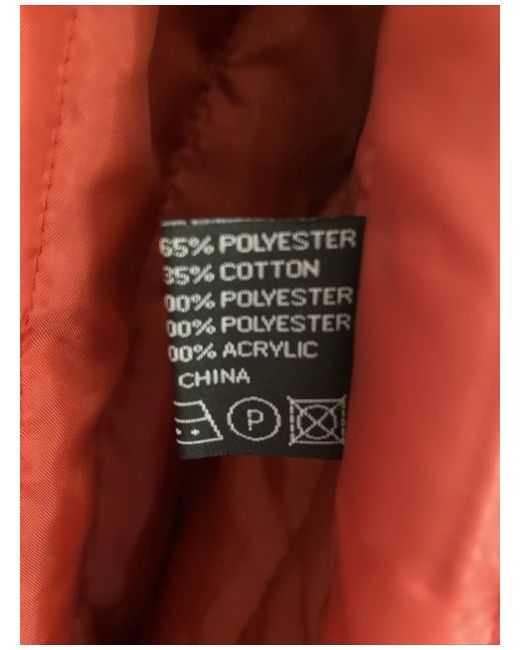 65% POLYESTER
35% COTTON
00% POLYESTER
00% POLYESTER
00% ACRYLIC
CHINA
P